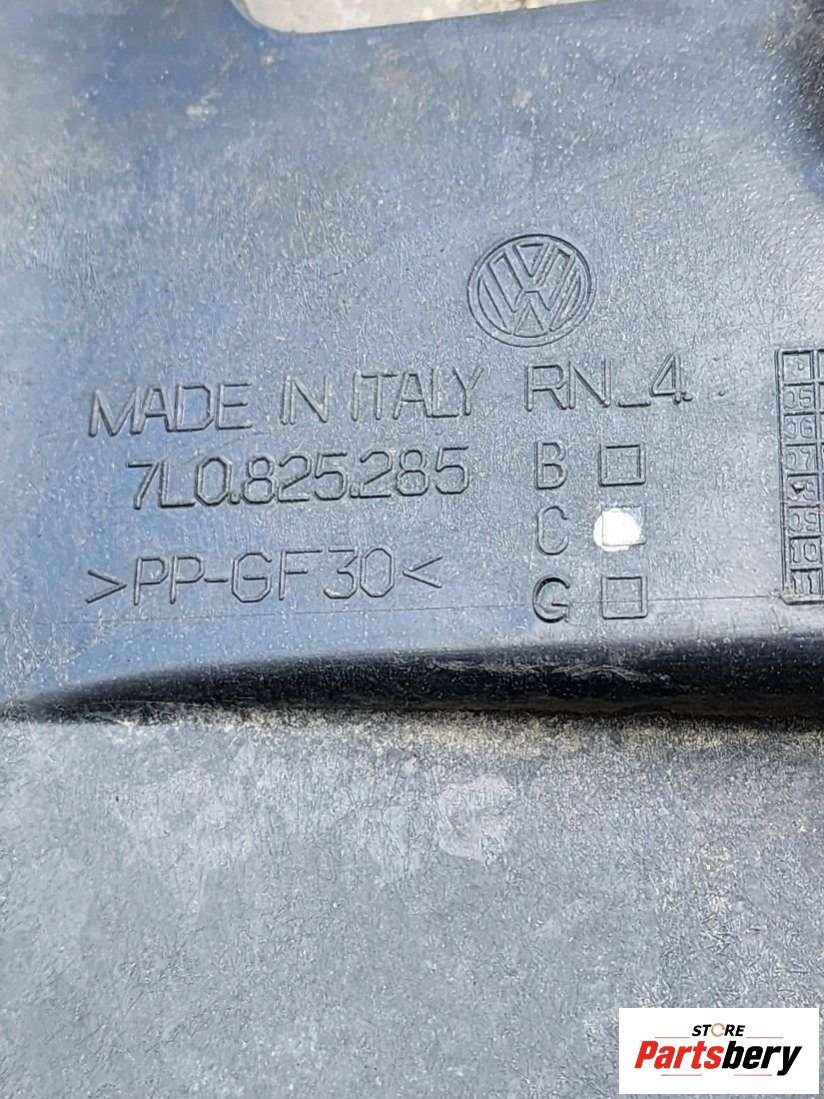 MADE IN ITALY RN_4
7L0.825.285 B
C
>PP-GF30< G
STORE
Partsbery